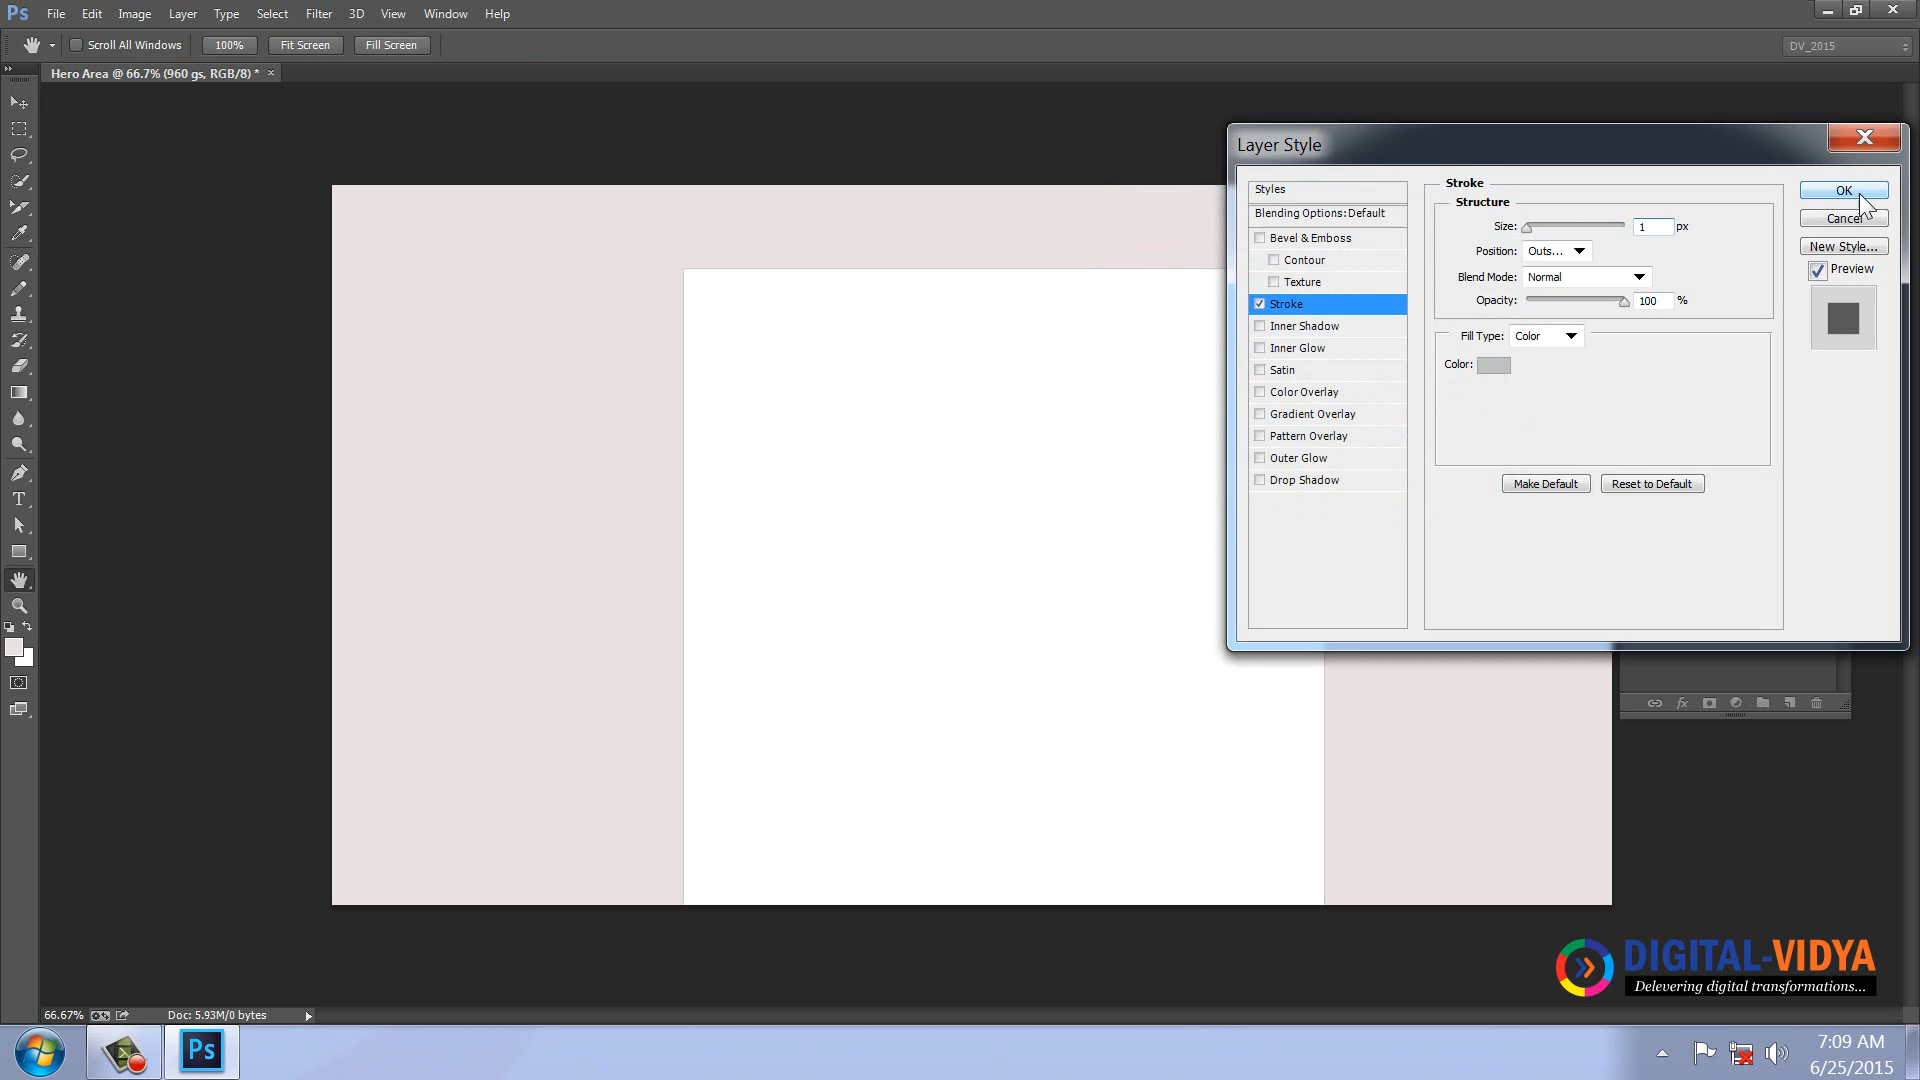 Ps File Edit Image Layer Type Select Filter 3D View Window Help
Scroll All Windows 100% Fit Screen Fill Screen DV_2015
Hero Area @ 66.7% (960 gs, RGB/8) * ×
Layer Style
Styles
Blending Options: Default
Bevel & Emboss
Contour
Texture
Stroke
Inner Shadow
Inner Glow
Satin
Color Overlay
Gradient Overlay
Pattern Overlay
Outer Glow
Drop Shadow
Stroke
Structure
Size: 1 px
Position: Outs...
Blend Mode: Normal
Opacity: 100 %
Fill Type: Color
Color:
Make Default Reset to Default
OK
Cancel
New Style...
Preview
fx
T
DIGITAL-VIDYA
Delevering digital transformations...
66.67% Doc: 5.93M/0 bytes
Ps
7:09 AM
6/25/2015